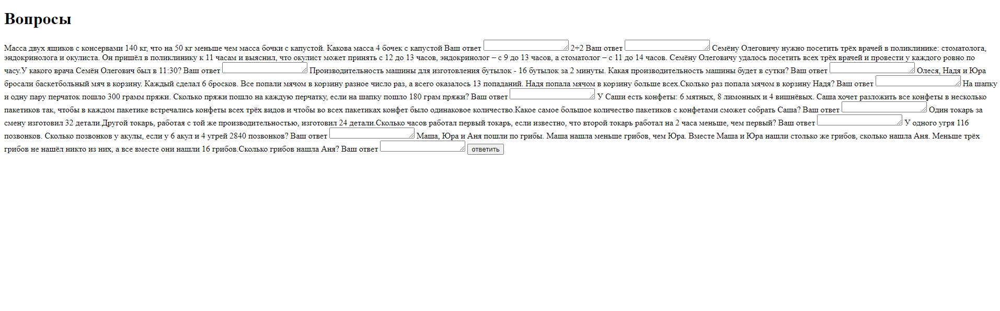 Вопросы
Масса двух ящиков с консервами 140 кг, что на 50 кг меньше чем масса бочки с капустой. Какова масса 4 бочек с капустой Ваш ответ 2+2 Ваш ответ Семёну Олеговичу нужно посетить трёх врачей в поликлинике: стоматолога,
эндокринолога и окулиста. Он пришёл в поликлинику к 11 часам и выяснил, что окулист может принять с 12 до 13 часов, эндокринолог – с 9 до 13 часов, а стоматолог – с 11 до 14 часов. Семёну Олеговичу удалось посетить всех трёх врачей и провести у каждого ровно по
часу.У какого врача Семён Олегович был в 11:30? Ваш ответ Производительность машины для изготовления бутылок - 16 бутылок за 2 минуты. Какая производительность машины будет в сутки? Ваш ответ Олеся, Надя и Юра
бросали баскетбольный мяч в корзину. Каждый сделал 6 бросков. Все попали мячом в корзину разное число раз, а всего оказалось 13 попаданий. Надя попала мячом в корзину больше всех.Сколько раз попала мячом в корзину Надя? Ваш ответ На шапку
и одну пару перчаток пошло 300 грамм пряжи. Сколько пряжи пошло на каждую перчатку, если на шапку пошло 180 грам пряжи? Ваш ответ У Саши есть конфеты: 6 мятных, 8 лимонных и 4 вишнёвых. Саша хочет разложить все конфеты в несколько
пакетиков так, чтобы в каждом пакетике встречались конфеты всех трёх видов и чтобы во всех пакетиках конфет было одинаковое количество.Какое самое большое количество пакетиков с конфетами сможет собрать Саша? Ваш ответ Один токарь за
смену изготовил 32 детали.Другой токарь, работая с той же производительностью, изготовил 24 детали.Сколько часов работал первый токарь, если известно, что второй токарь работал на 2 часа меньше, чем первый? Ваш ответ У одного угря 116
позвонков. Сколько позвонков у акулы, если у 6 акул и 4 угрей 2840 позвонков? Ваш ответ Маша, Юра и Аня пошли по грибы. Маша нашла меньше грибов, чем Юра. Вместе Маша и Юра нашли столько же грибов, сколько нашла Аня. Меньше трёх
грибов не нашёл никто из них, а все вместе они нашли 16 грибов.Сколько грибов нашла Аня? Ваш ответ ответить